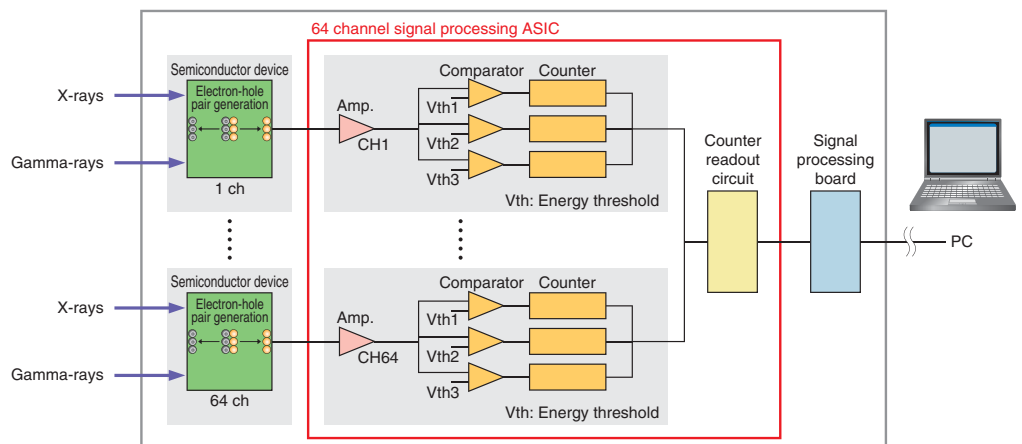 64 channel signal processing ASIC
Semiconductor device
Electron-hole
pair generation
X-rays
Gamma-rays
1 ch
Amp.
CH1
Comparator
Counter
Vth1
Vth2
Vth3
Vth: Energy threshold
Counter
readout
circuit
Signal
processing
board
PC
Semiconductor device
Electron-hole
pair generation
X-rays
Gamma-rays
64 ch
Amp.
CH64
Comparator
Counter
Vth1
Vth2
Vth3
Vth: Energy threshold